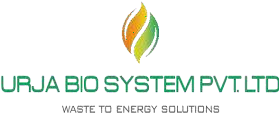 URJA BIO SYSTEM PVT. LTD
WASTE TO ENERGY SOLUTIONS